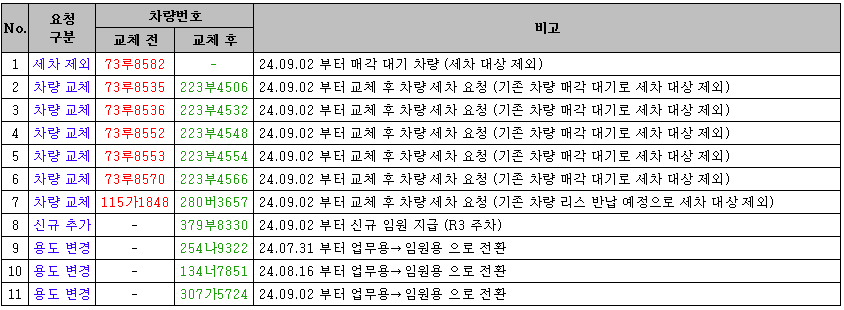 No. 요청 구분 차량번호 비고
교체 전 교체 후
1 세차 제외 73루8582 - 24.09.02 부터 매각 대기 차량 (세차 대상 제외)
2 차량 교체 73루8535 223부4506 24.09.02 부터 교체 후 차량 세차 요청 (기존 차량 매각 대기로 세차 대상 제외)
3 차량 교체 73루8536 223부4532 24.09.02 부터 교체 후 차량 세차 요청 (기존 차량 매각 대기로 세차 대상 제외)
4 차량 교체 73루8552 223부4548 24.09.02 부터 교체 후 차량 세차 요청 (기존 차량 매각 대기로 세차 대상 제외)
5 차량 교체 73루8553 223부4554 24.09.02 부터 교체 후 차량 세차 요청 (기존 차량 매각 대기로 세차 대상 제외)
6 차량 교체 73루8570 223부4566 24.09.02 부터 교체 후 차량 세차 요청 (기존 차량 매각 대기로 세차 대상 제외)
7 차량 교체 115가1848 280버3657 24.09.02 부터 교체 후 차량 세차 요청 (기존 차량 리스 반납 예정으로 세차 대상 제외)
8 신규 추가 - 379부8330 24.09.02 부터 신규 임원 지급 (R3 주차)
9 용도 변경 - 254나9322 24.07.31 부터 업무용→임원용 으로 전환
10 용도 변경 - 134너7851 24.08.16 부터 업무용→임원용 으로 전환
11 용도 변경 - 307가5724 24.09.02 부터 업무용→임원용 으로 전환